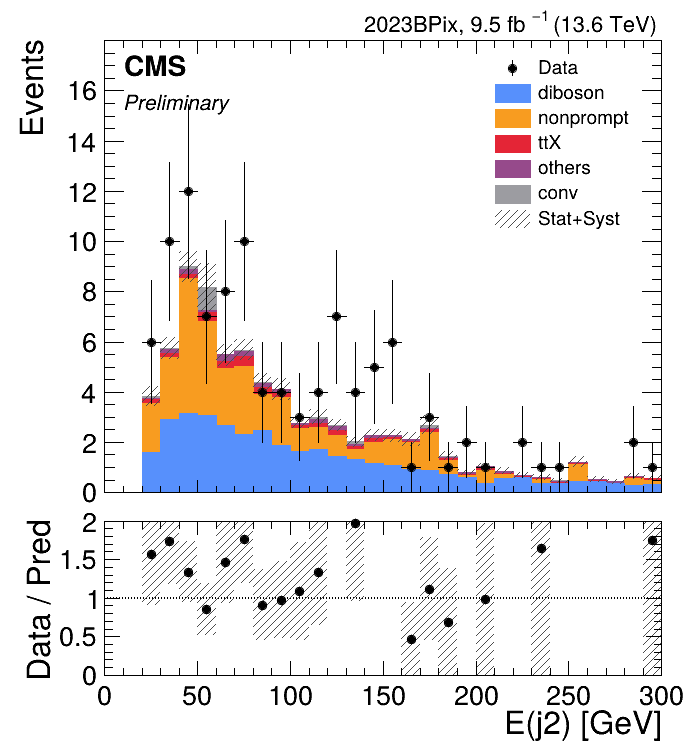 2023BPix, 9.5 fb⁻¹ (13.6 TeV)
CMS
Preliminary
Events
16
14
12
10
8
6
4
2
0
Data
diboson
nonprompt
ttX
others
conv
Stat+Syst
Data / Pred
2
1.5
1
0.5
0
0 50 100 150 200 250 300
E(j2) [GeV]